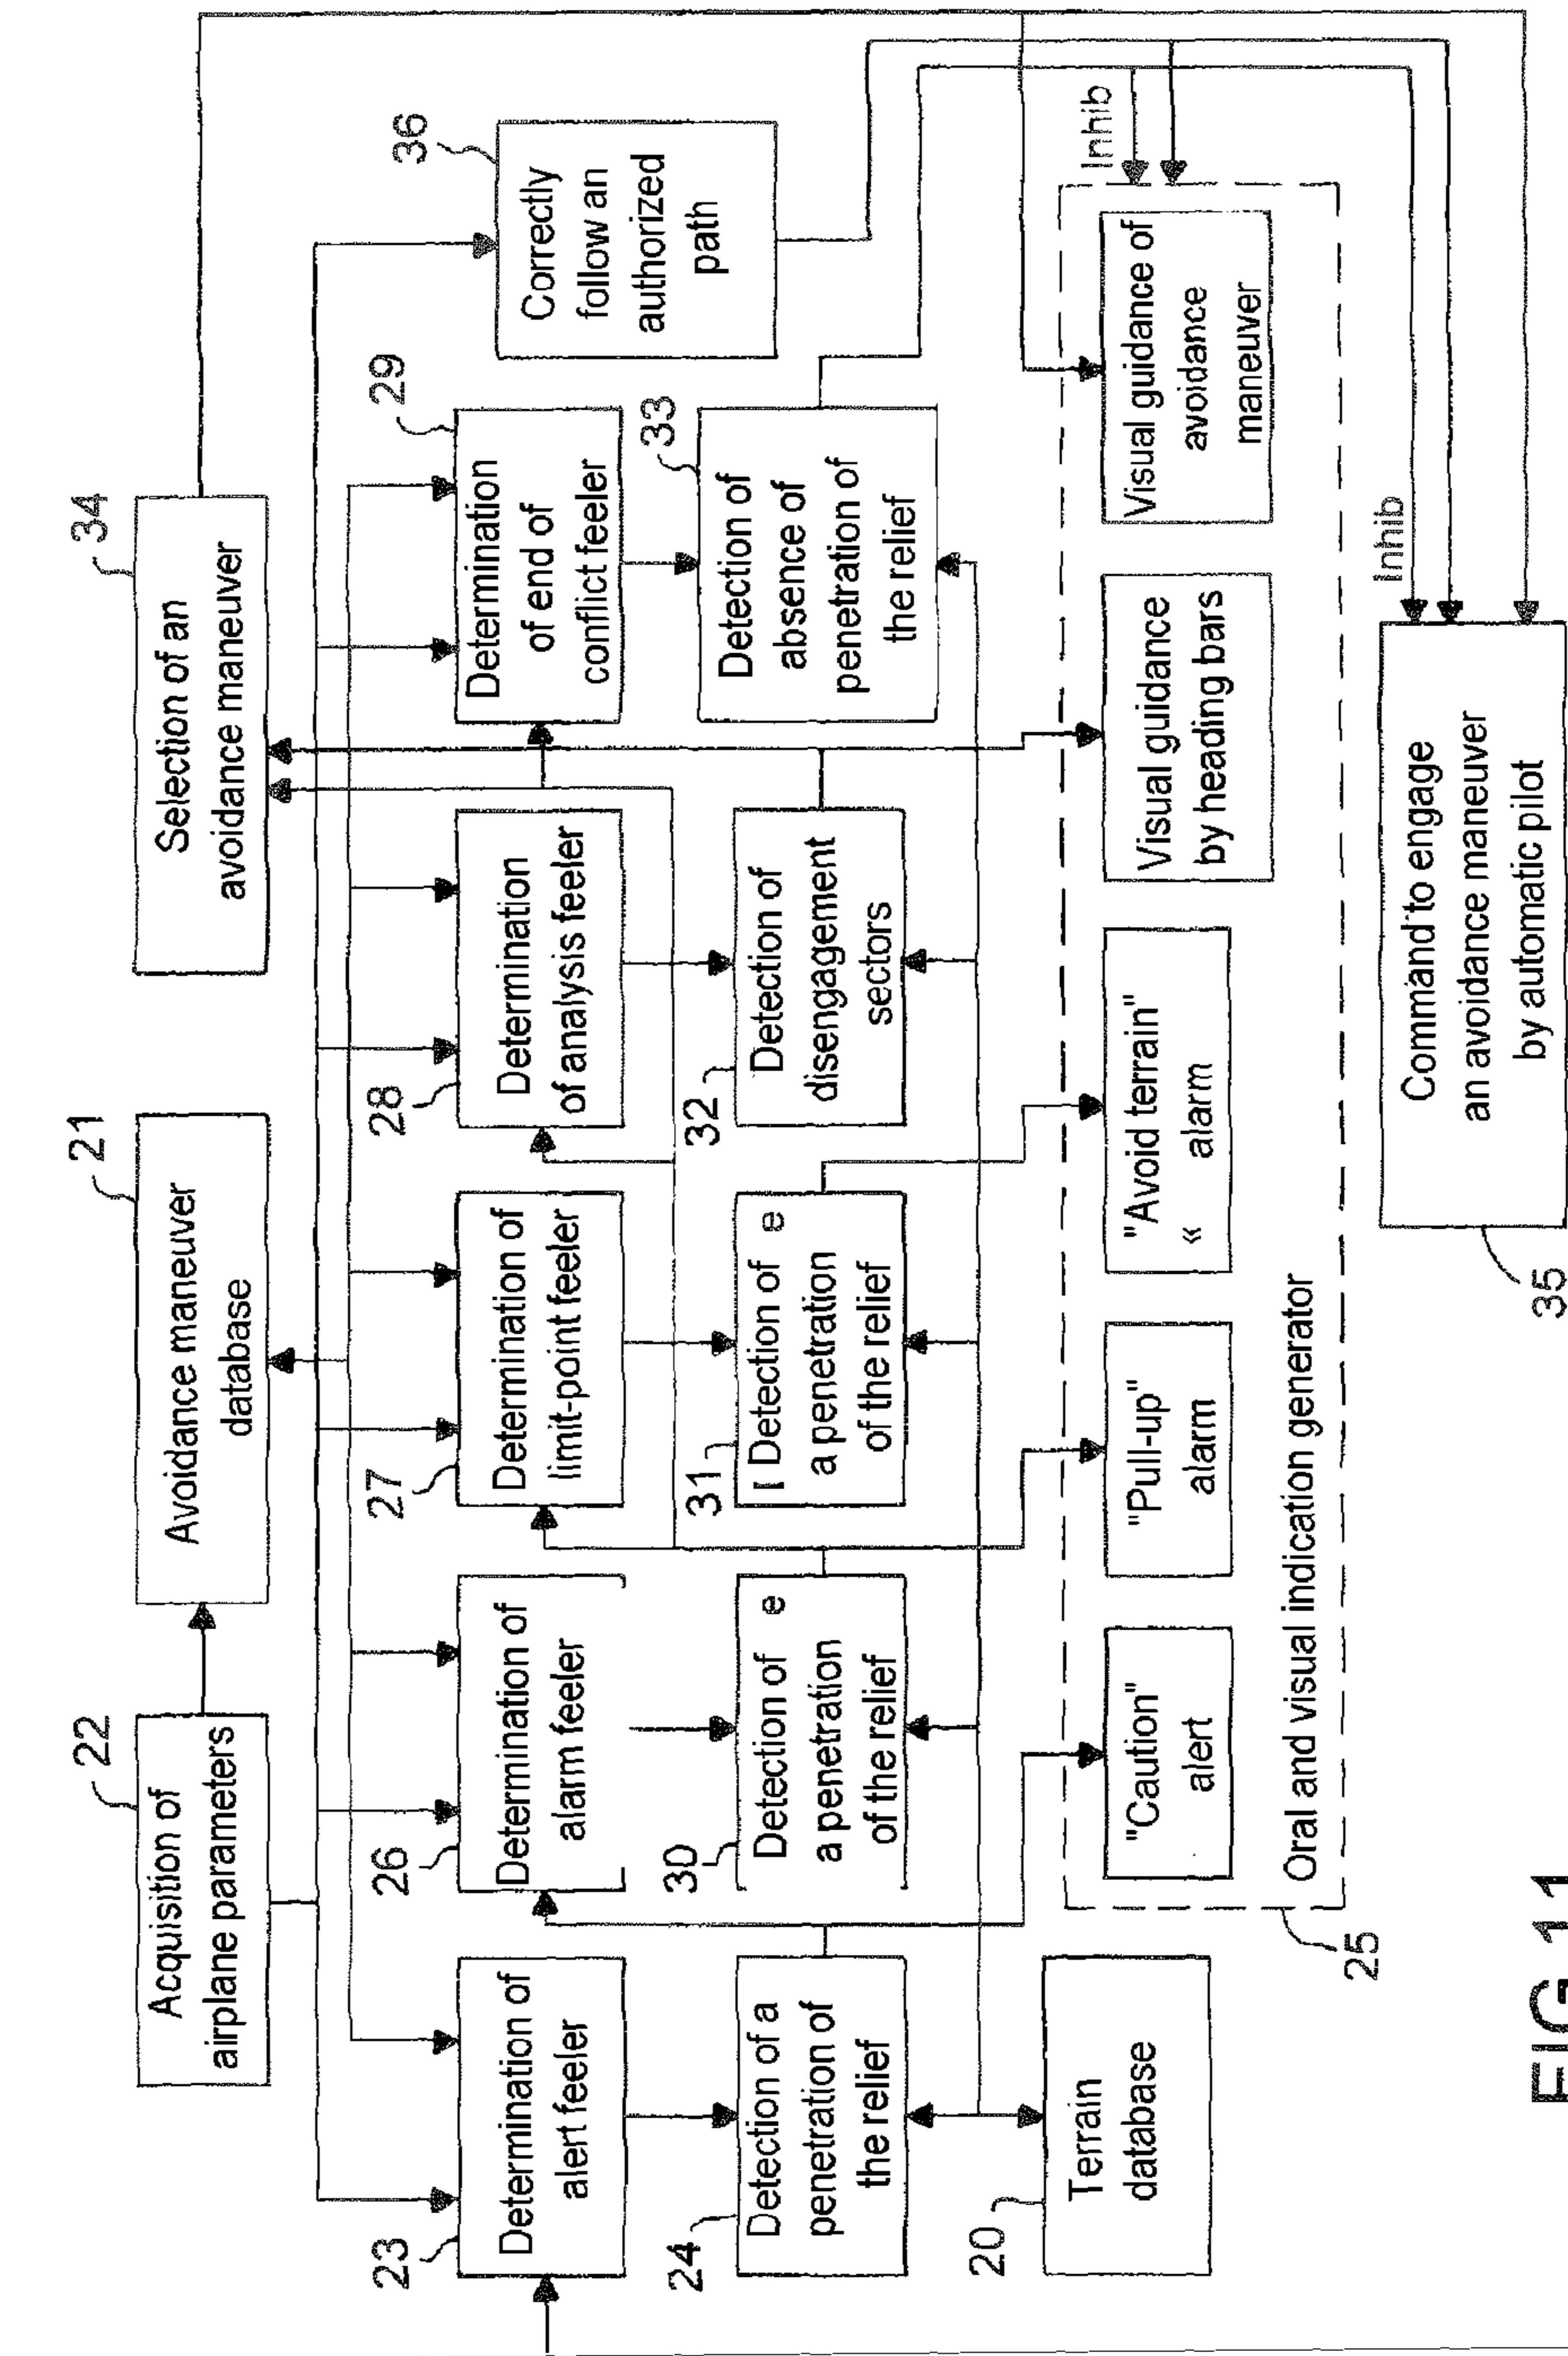 22
Acquisition of
airplane parameters
21
Avoidance maneuver
database
34
Selection of an
avoidance maneuver
23
Determination of
alert feeler
26
Determination of
alarm feeler
27
Determination of
limit-point feeler
28
Determination
of analysis feeler
29
Determination
of end of
conflict feeler
36
Correctly
follow an
authorized
path
24
Detection of a
penetration of
the relief
30
Detection of e
a penetration
of the relief
31
Detection of e
a penetration
of the relief
32
Detection of
disengagement
sectors
33
Detection of
absence of
penetration of
the relief
20
Terrain
database
"Caution"
alert
"Pull-up"
alarm
"Avoid terrain"
« alarm
Visual guidance
by heading bars
Visual guidance of
avoidance
maneuver
Inhib
Oral and visual indication generator
25
Inhib
Command to engage
an avoidance maneuver
by automatic pilot
35
FIG.11